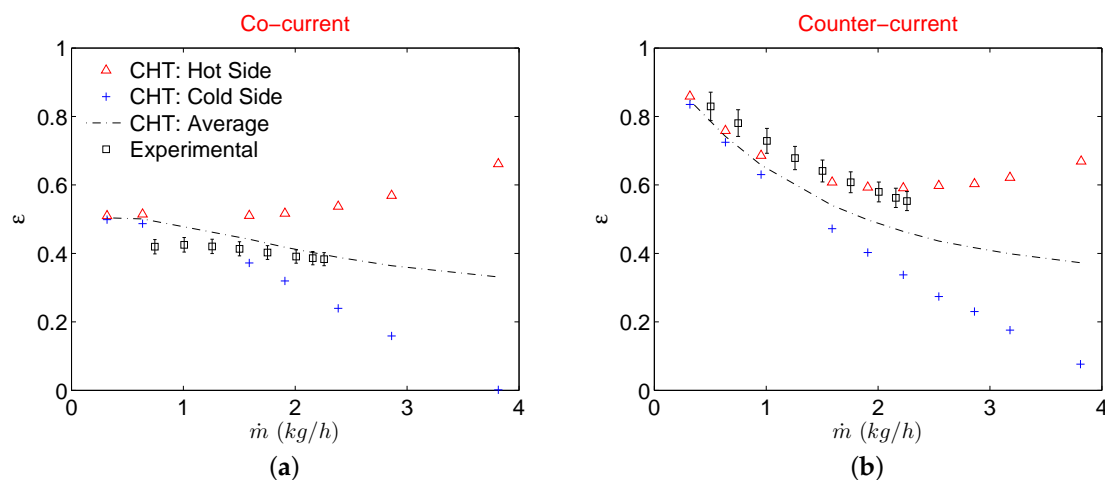 Co-current
1
CHT: Hot Side
CHT: Cold Side
CHT: Average
Experimental
0.8
0.6
0.4
0.2
0
ε
0 1 2 3 4
ṁ (kg/h)
(a)
Counter-current
1
0.8
0.6
0.4
0.2
0
ε
0 1 2 3 4
ṁ (kg/h)
(b)